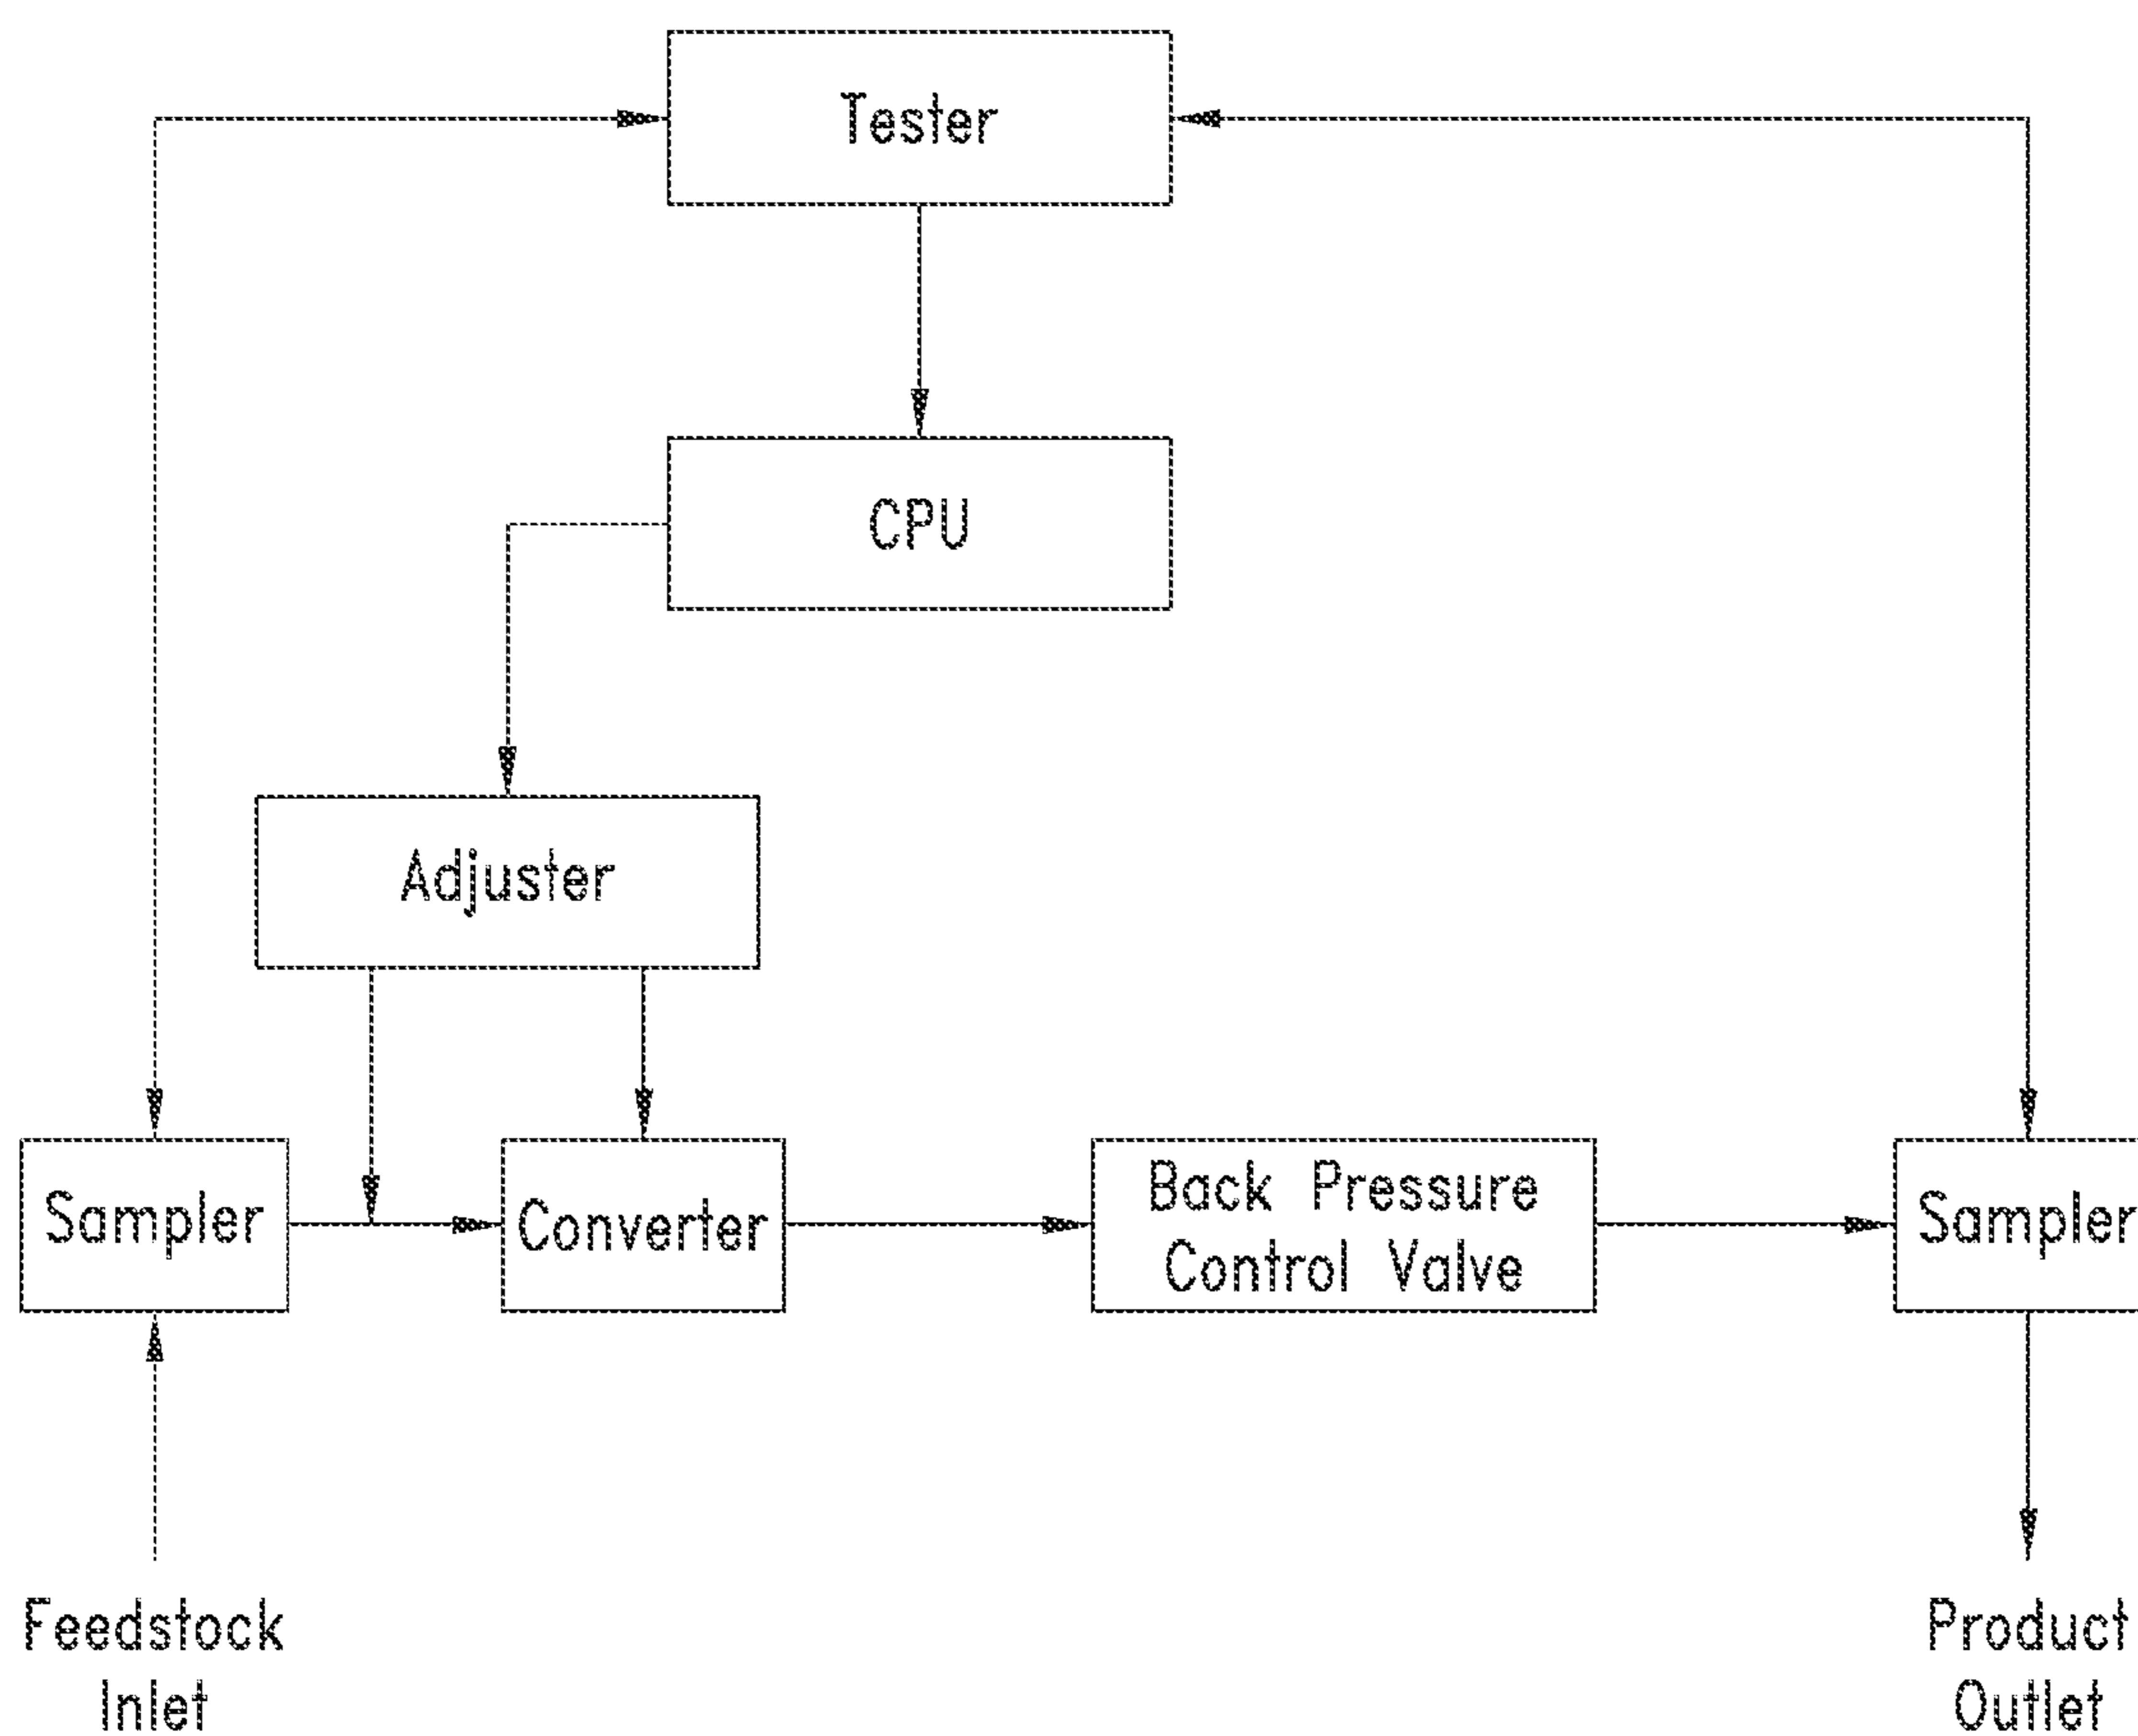 Tester
CPU
Adjuster
Sampler
Converter
Back Pressure
Control Valve
Sampler
Feedstock
Inlet
Product
Outlet